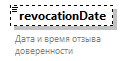 revocationDate
Дата и время отзыва
доверенности